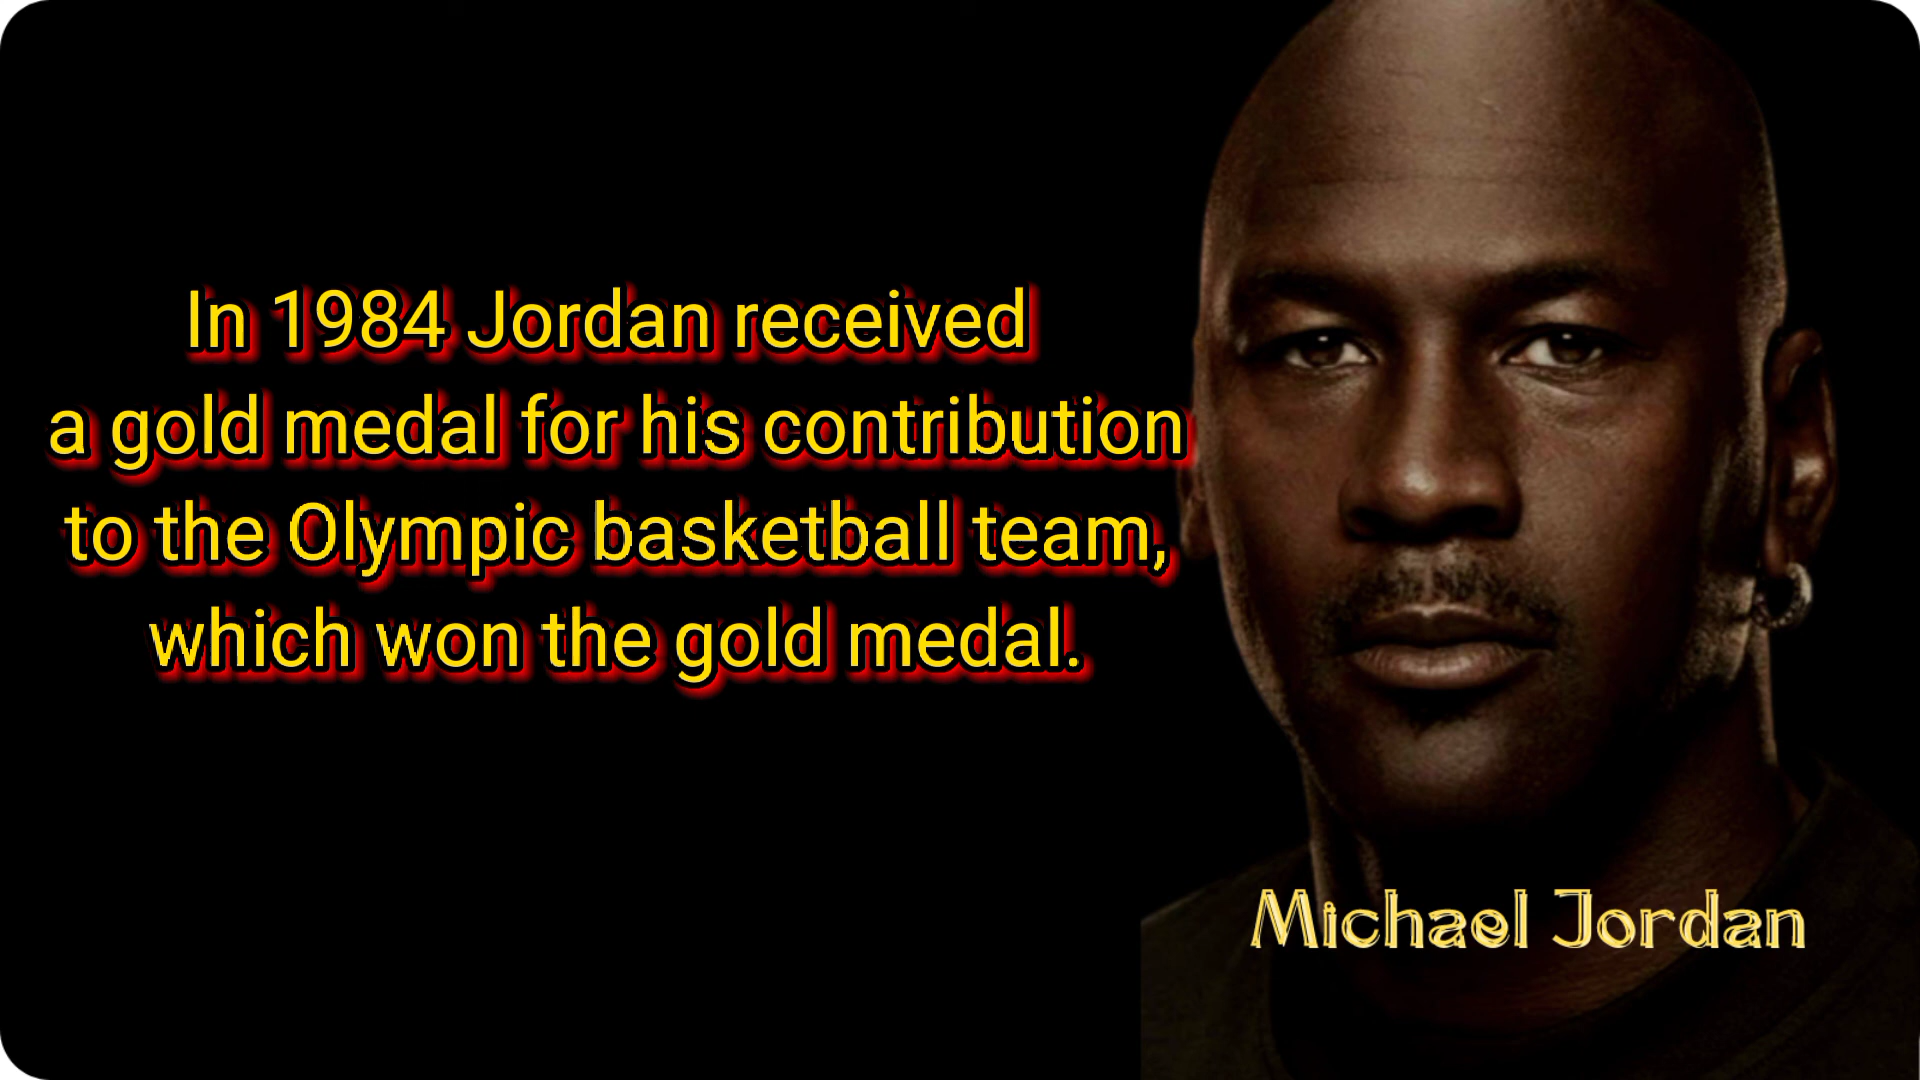 In 1984 Jordan received
a gold medal for his contribution
to the Olympic basketball team,
which won the gold medal.
Michael Jordan